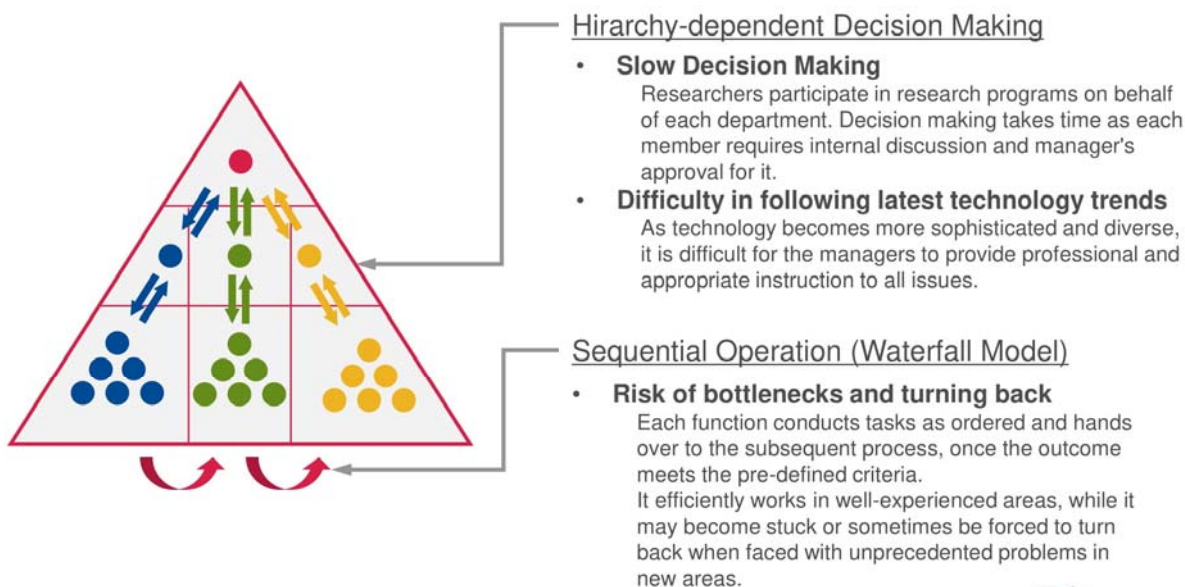 Hirarchy-dependent Decision Making
• Slow Decision Making
Researchers participate in research programs on behalf
of each department. Decision making takes time as each
member requires internal discussion and manager's
approval for it.
• Difficulty in following latest technology trends
As technology becomes more sophisticated and diverse,
it is difficult for the managers to provide professional and
appropriate instruction to all issues.
Sequential Operation (Waterfall Model)
• Risk of bottlenecks and turning back
Each function conducts tasks as ordered and hands
over to the subsequent process, once the outcome
meets the pre-defined criteria.
It efficiently works in well-experienced areas, while it
may become stuck or sometimes be forced to turn
back when faced with unprecedented problems in
new areas.